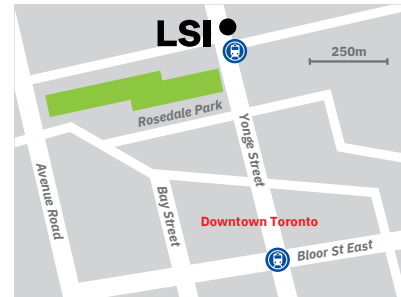 LSI
250m
Rosedale Park
Yonge Street
Avenue Road
Bay Street
Downtown Toronto
Bloor St East